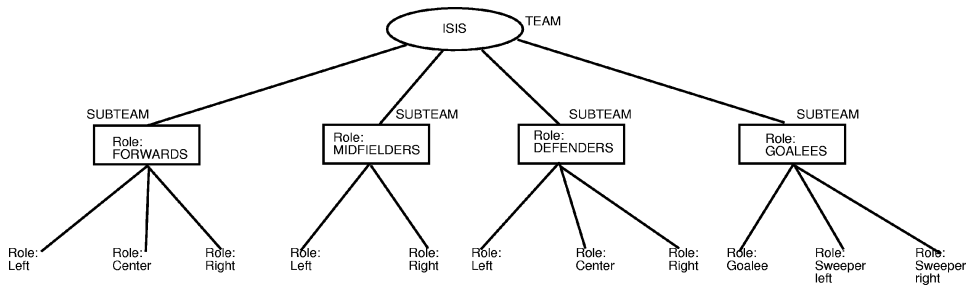 ISIS
TEAM
SUBTEAM
SUBTEAM
SUBTEAM
SUBTEAM
Role:
FORWARDS
Role:
MIDFIELDERS
Role:
DEFENDERS
Role:
GOALEES
Role:
Left
Role:
Center
Role:
Right
Role:
Left
Role:
Right
Role:
Left
Role:
Center
Role:
Right
Role:
Goalee
Role:
Sweeper
left
Role:
Sweeper
right